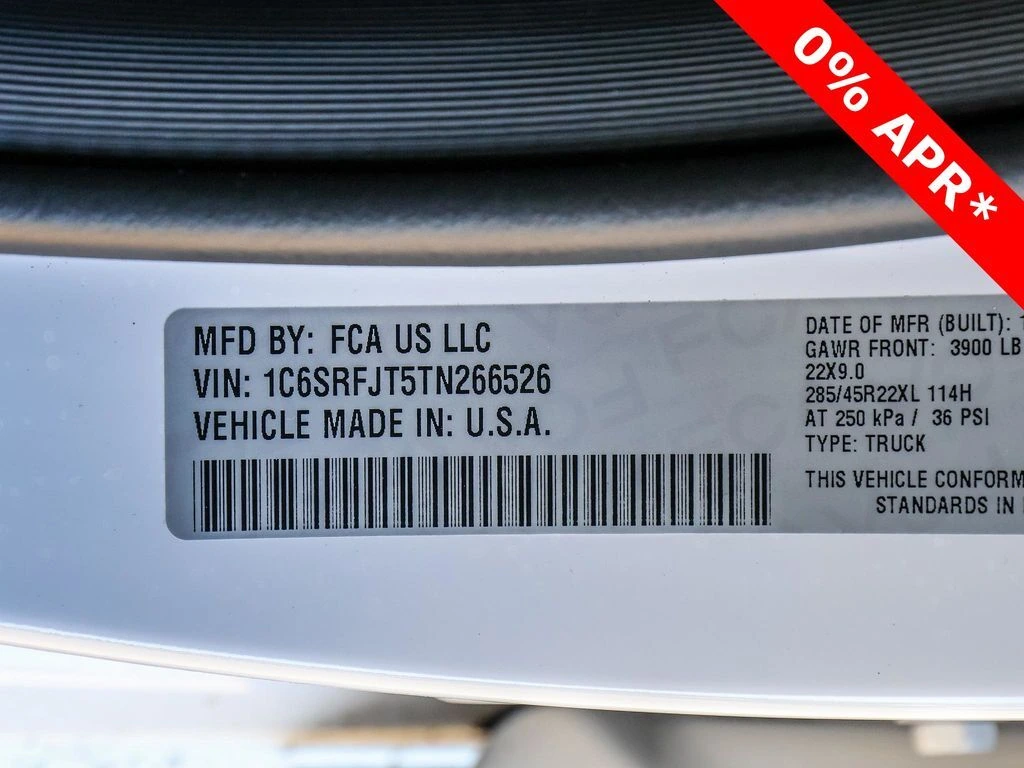 0% APR*
MFD BY: FCA US LLC
VIN: 1C6SRFJT5TN266526
VEHICLE MADE IN: U.S.A.
DATE OF MFR (BUILT):
GAWR FRONT: 3900 LB
22X9.0
285/45R22XL 114H
AT 250 kPa / 36 PSI
TYPE: TRUCK
THIS VEHICLE CONFORM
STANDARDS IN